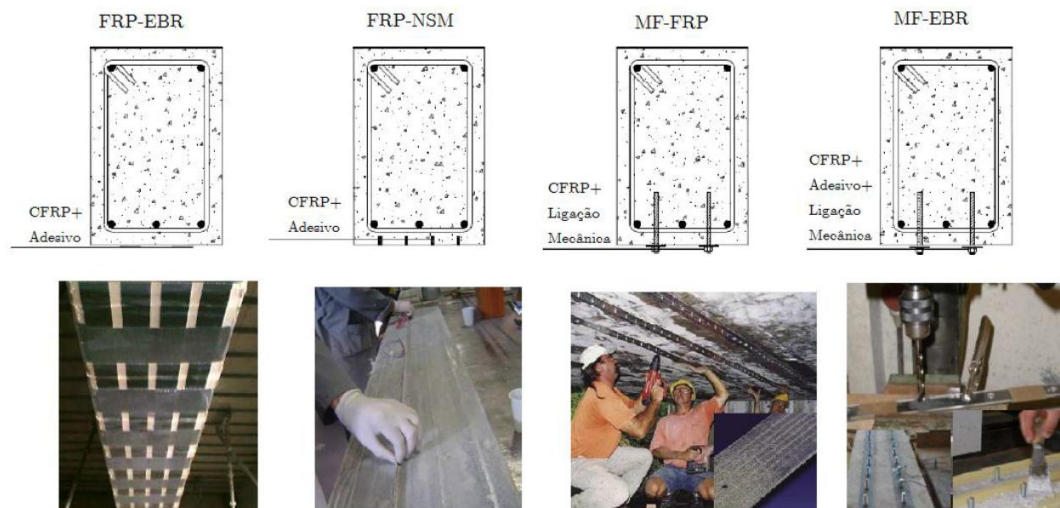 FRP-EBR
FRP-NSM
MF-FRP
MF-EBR
CFRP+
Adesivo
CFRP+
Adesivo
CFRP+
Ligação
Mecânica
CFRP+
Adesivo+
Ligação
Mecânica